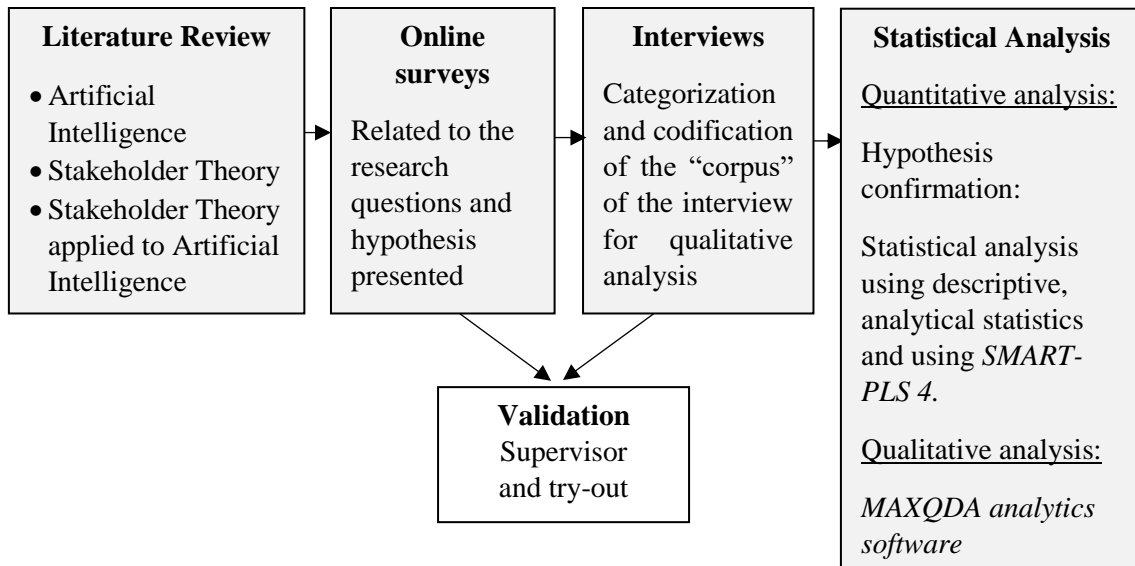 Literature Review
• Artificial
Intelligence
• Stakeholder Theory
• Stakeholder Theory
applied to Artificial
Intelligence
Online
surveys
Related to the
research
questions and
hypothesis
presented
Interviews
Categorization
and codification
of the “corpus”
of the interview
for qualitative
analysis
Statistical Analysis
Quantitative analysis:
Hypothesis
confirmation:
Statistical analysis
using descriptive,
analytical statistics
and using SMART-
PLS 4.
Qualitative analysis:
MAXQDA analytics
software
Validation
Supervisor
and try-out